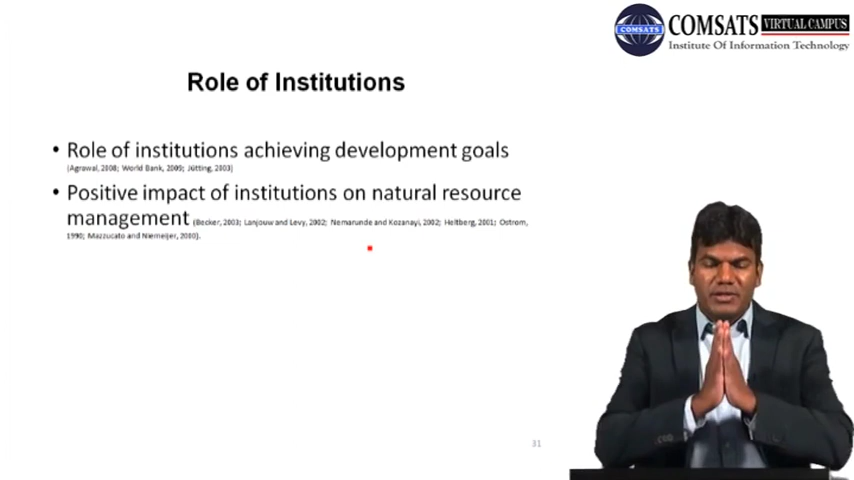 COMSATS VIRTUAL CAMPUS
COMSATS
Institute Of Information Technology
Role of Institutions
• Role of institutions achieving development goals
(Agrawal, 2008; World Bank, 2009; Jütting, 2003)
• Positive impact of institutions on natural resource
management (Becker, 2003; Lanjouw and Levy, 2002; Nemarunde and Kozanayi, 2002; Heltberg, 2001; Ostrom,
1990; Mazzucato and Niemeijer, 2000).
31